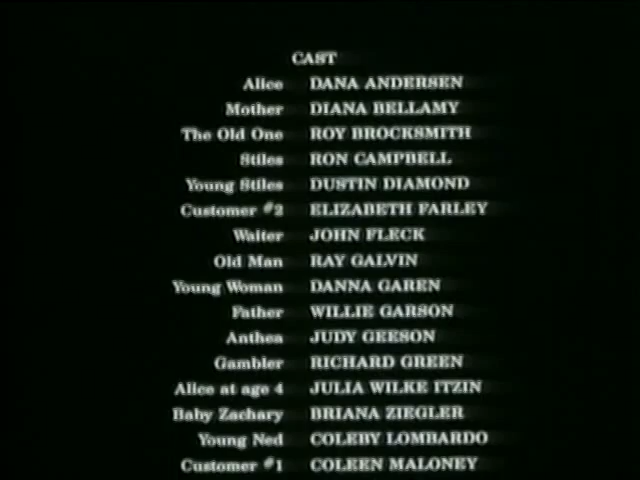 CAST
Alice DANA ANDERSEN
Mother DIANA BELLAMY
The Old One ROY BROCKSMITH
Stiles RON CAMPBELL
Young Stiles DUSTIN DIAMOND
Customer #2 ELIZABETH FARLEY
Waiter JOHN FLECK
Old Man RAY GALVIN
Young Woman DANNA GAREN
Father WILLIE GARSON
Anthea JUDY GEESON
Gambler RICHARD GREEN
Alice at age 4 JULIA WILKE ITZIN
Baby Zachary BRIANA ZIEGLER
Young Ned COLEBY LOMBARDO
Customer #1 COLEEN MALONEY